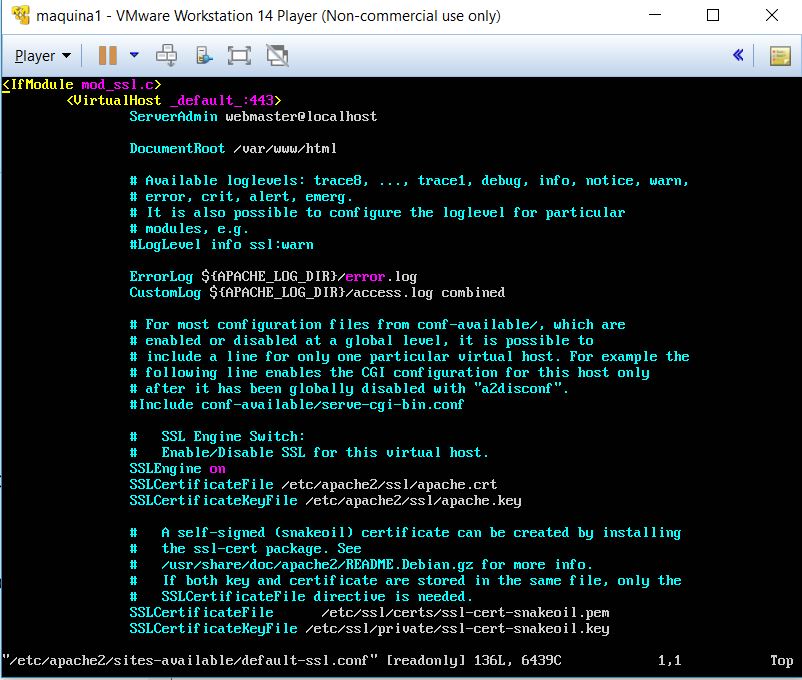 maquina1 - VMware Workstation 14 Player (Non-commercial use only)
Player
<IfModule mod_ssl.c>
<VirtualHost _default_:443>
ServerAdmin webmaster@localhost
DocumentRoot /var/www/html
# Available loglevels: trace8, ..., trace1, debug, info, notice, warn,
# error, crit, alert, emerg.
# It is also possible to configure the loglevel for particular
# modules, e.g.
#LogLevel info ssl:warn
ErrorLog ${APACHE_LOG_DIR}/error.log
CustomLog ${APACHE_LOG_DIR}/access.log combined
# For most configuration files from conf-available/, which are
# enabled or disabled at a global level, it is possible to
# include a line for only one particular virtual host. For example the
# following line enables the CGI configuration for this host only
# after it has been globally disabled with "a2disconf".
#Include conf-available/serve-cgi-bin.conf
#   SSL Engine Switch:
#   Enable/Disable SSL for this virtual host.
SSLEngine on
SSLCertificateFile /etc/apache2/ssl/apache.crt
SSLCertificateKeyFile /etc/apache2/ssl/apache.key
#   A self-signed (snakeoil) certificate can be created by installing
#   the ssl-cert package. See
#   /usr/share/doc/apache2/README.Debian.gz for more info.
#   If both key and certificate are stored in the same file, only the
#   SSLCertificateFile directive is needed.
SSLCertificateFile      /etc/ssl/certs/ssl-cert-snakeoil.pem
SSLCertificateKeyFile /etc/ssl/private/ssl-cert-snakeoil.key
"/etc/apache2/sites-available/default-ssl.conf" [readonly] 136L, 6439C 1,1 Top